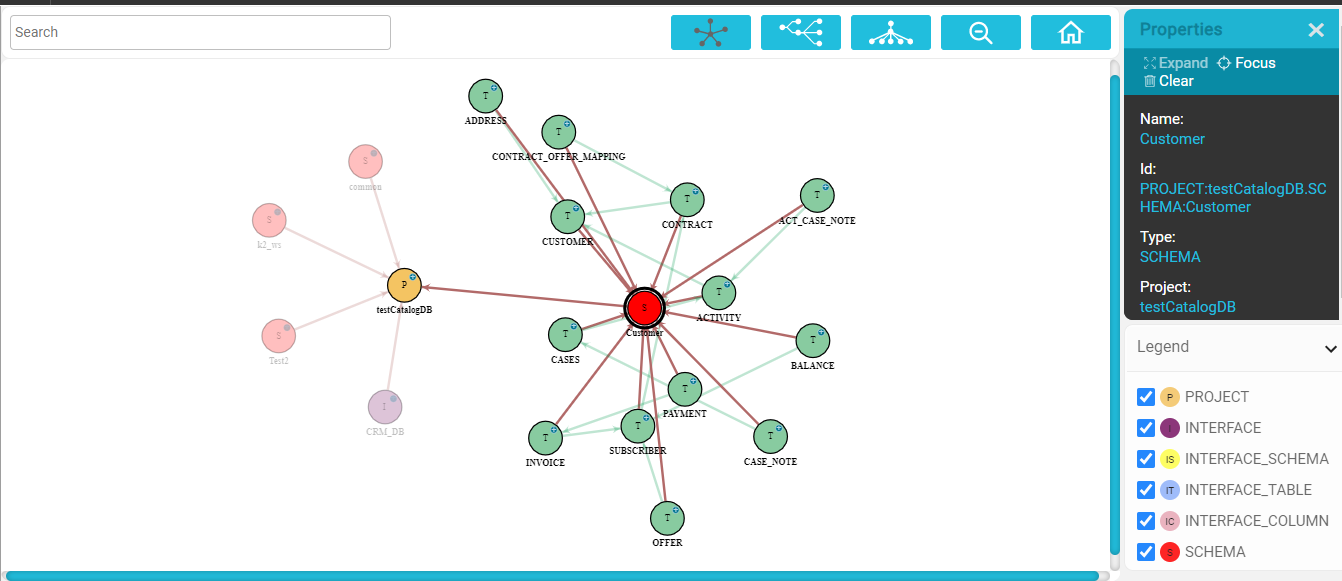 Search
Properties
Expand Focus
Clear
Name:
Customer
Id:
PROJECT:testCatalogDB.SC
HEMA:Customer
Type:
SCHEMA
Project:
testCatalogDB
Legend
P PROJECT
I INTERFACE
IS INTERFACE_SCHEMA
IT INTERFACE_TABLE
IC INTERFACE_COLUMN
S SCHEMA
T
ADDRESS
T
CONTRACT_OFFER_MAPPING
S
common
T
CONTRACT
T
ACT_CASE_NOTE
S
k2_ws
T
CUSTOMER
P
testCatalogDB
T
ACTIVITY
S
Customer
S
Test2
T
CASES
T
BALANCE
T
PAYMENT
I
CRM_DB
T
SUBSCRIBER
T
INVOICE
T
CASE_NOTE
T
OFFER